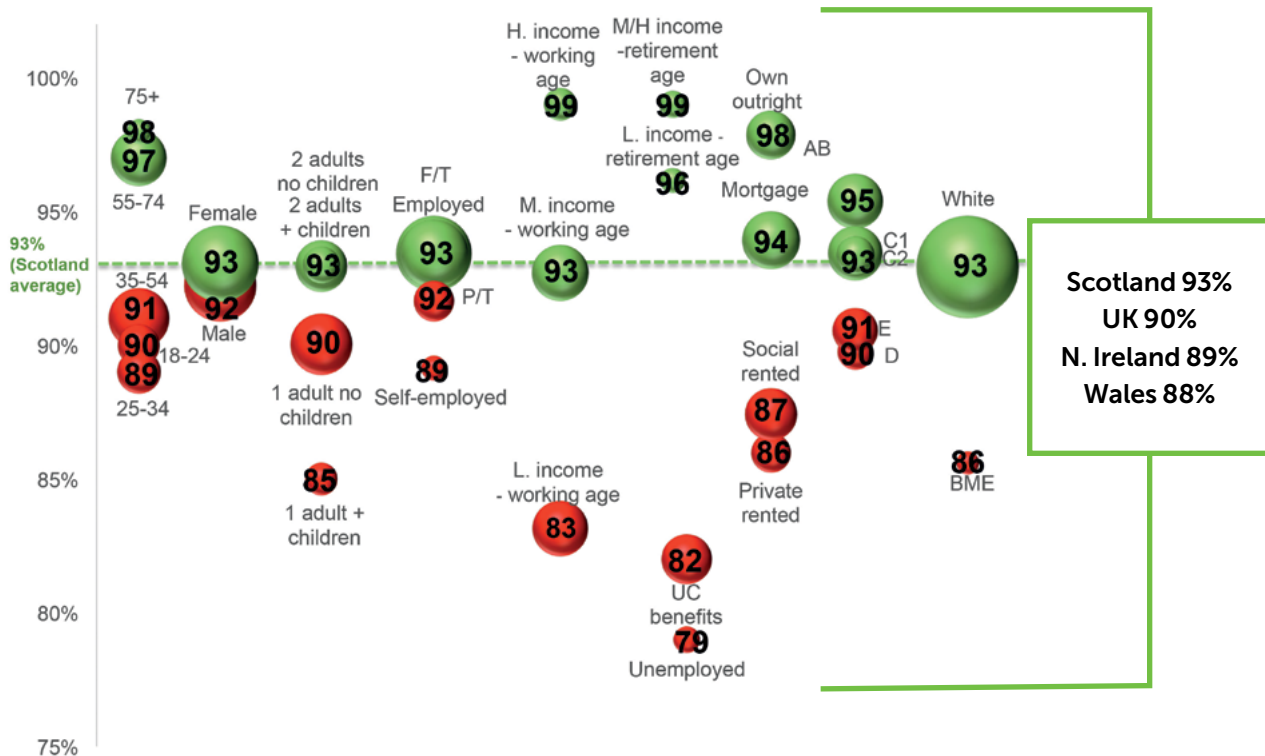 100%
95%
93%
(Scotland
average)
90%
85%
80%
75%
75+
98
97
55-74
35-54
91
90
18-24
89
25-34
Female
93
92
Male
2 adults
no children
2 adults
+ children
93
90
1 adult no
children
85
1 adult +
children
F/T
Employed
93
92
P/T
89
Self-employed
H. income
- working
age
99
M. income
- working age
93
L. income
- working age
83
M/H income
-retirement
age
99
L. income -
retirement age
96
82
UC
benefits
79
Unemployed
Own
outright
98
Mortgage
94
Social
rented
87
86
Private
rented
AB
95
C1
93
C2
91
E
90
D
White
93
86
BME
Scotland 93%
UK 90%
N. Ireland 89%
Wales 88%